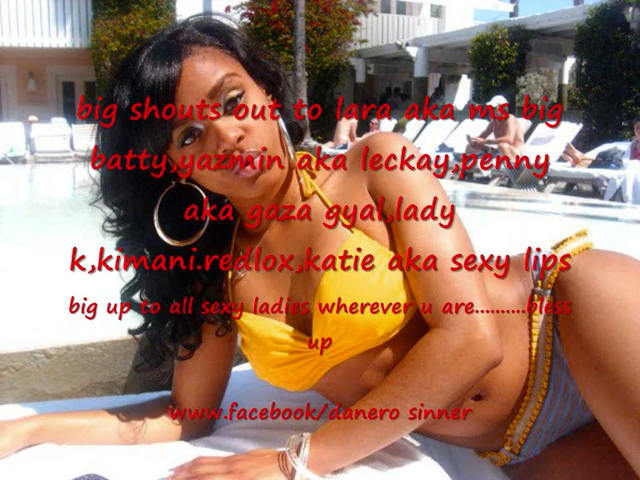 big shouts out to lara aka ms big
batty,yazmin aka leckay,penny
aka gaza gyal,lady
k,kimani.redlox,katie aka sexy lips
big up to all sexy ladies wherever u are..........bless
up
www.facebook/danero sinner